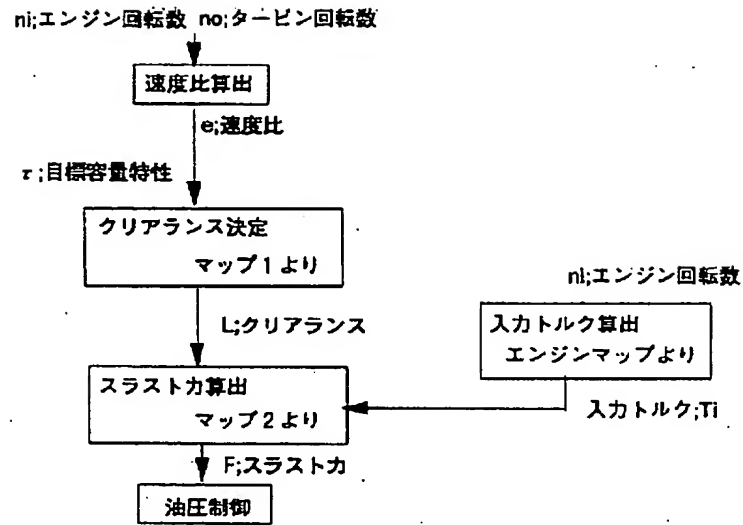 ni;エンジン回転数 no;タービン回転数
速度比算出
e;速度比
τ;目標容量特性
クリアランス決定
マップ1より
L;クリアランス
ni;エンジン回転数
入力トルク算出
エンジンマップより
入力トルク;Ti
スラスト力算出
マップ2より
F;スラスト力
油圧制御